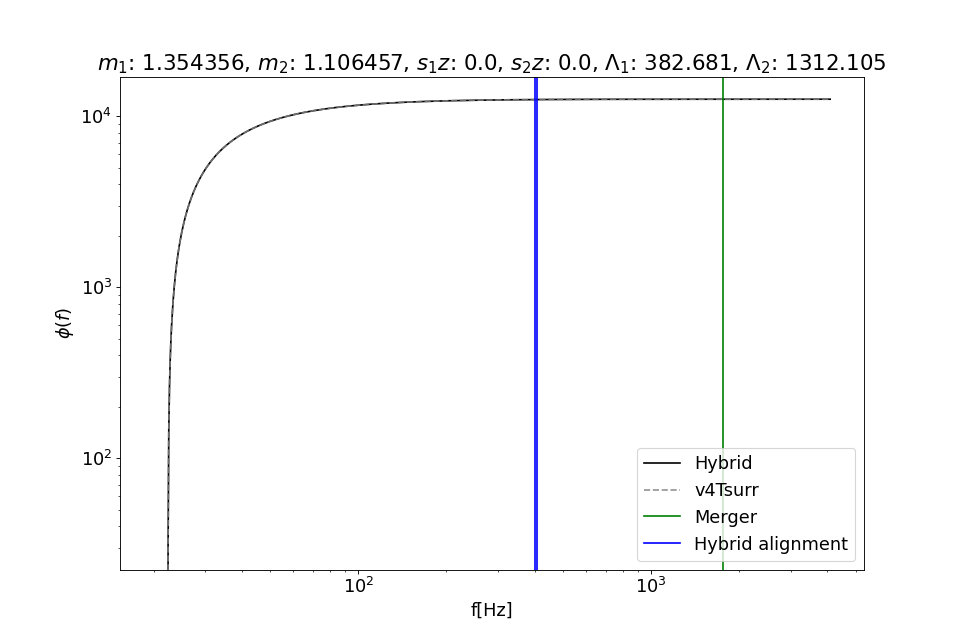 m₁: 1.354356, m₂: 1.106457, s₁z: 0.0, s₂z: 0.0, Λ₁: 382.681, Λ₂: 1312.105
10⁴
10³
10²
ϕ(f)
Hybrid
v4Tsurr
Merger
Hybrid alignment
10² 10³
f[Hz]